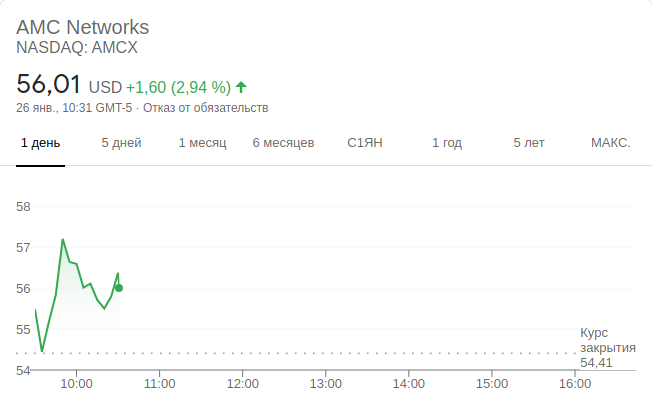 AMC Networks
NASDAQ: AMCX
56,01 USD +1,60 (2,94 %)
26 янв., 10:31 GMT-5 · Отказ от обязательств
1 день 5 дней 1 месяц 6 месяцев С1ЯН 1 год 5 лет МАКС.
58
57
56
55
54
Курс
закрытия
54,41
10:00 11:00 12:00 13:00 14:00 15:00 16:00